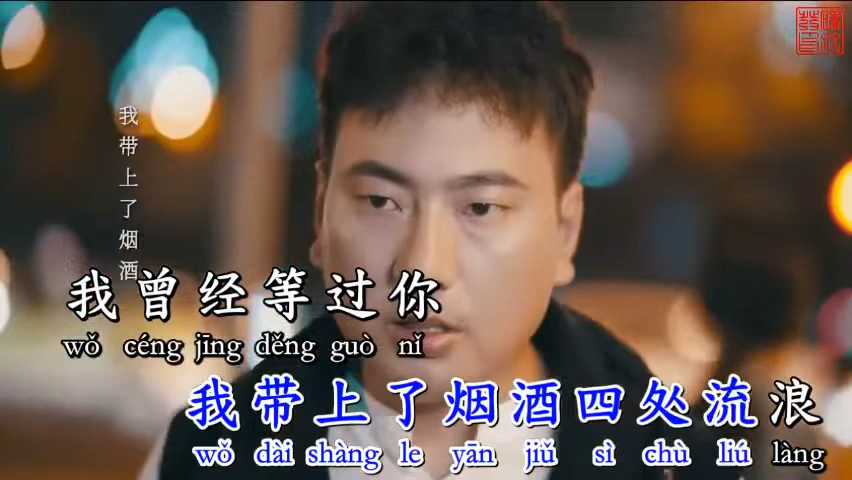 我带上了烟酒
我曾经等过你
wǒ céng jīng děng guò nǐ
我带上了烟酒四处流浪
wǒ dài shàng le yān jiǔ sì chù liú làng